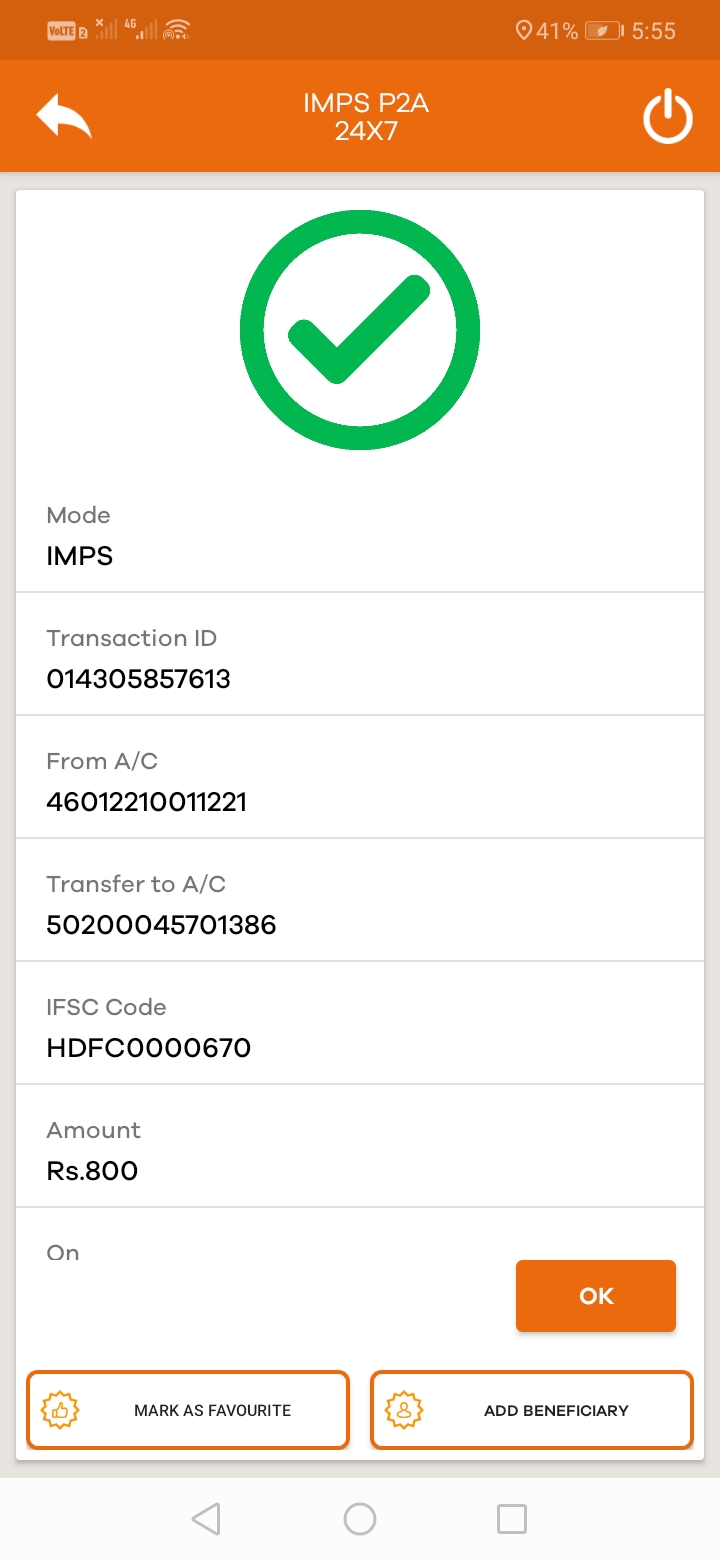 VoLTE 2 4G 41% 5:55
IMPS P2A
24X7
Mode
IMPS
Transaction ID
014305857613
From A/C
46012210011221
Transfer to A/C
50200045701386
IFSC Code
HDFC0000670
Amount
Rs.800
On
OK
MARK AS FAVOURITE
ADD BENEFICIARY